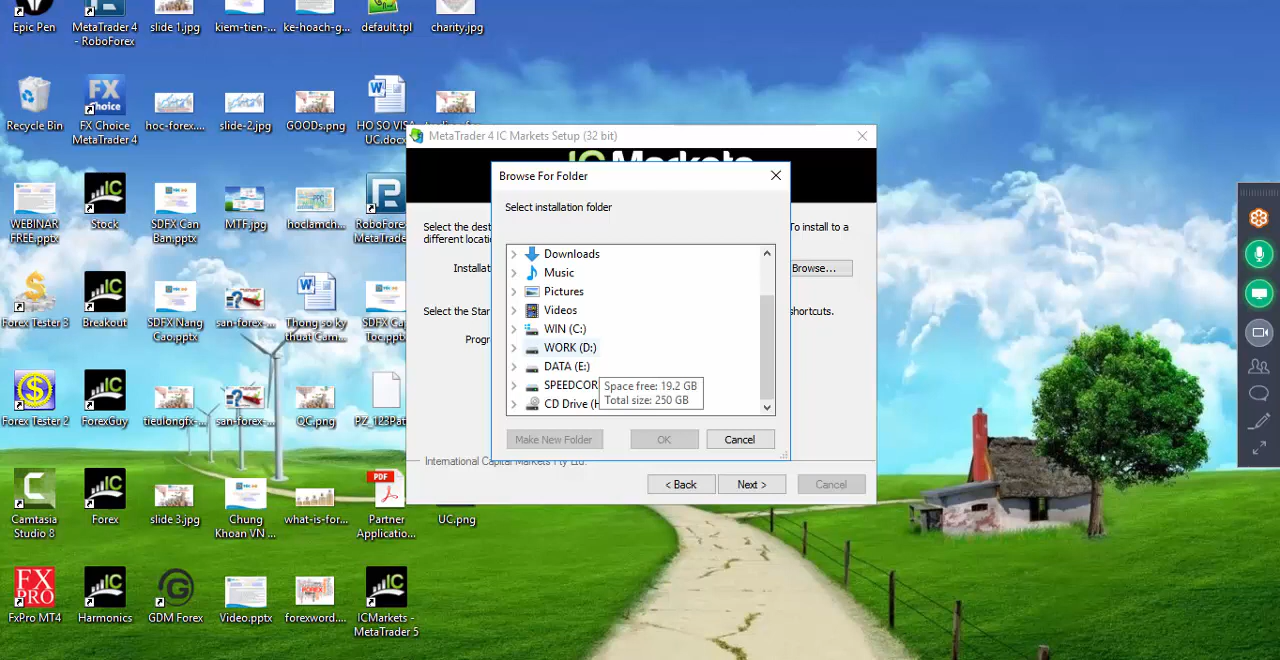 Epic Pen
MetaTrader 4
- RoboForex
slide 1.jpg
kiem-tien-...
ke-hoach-g...
default.tpl
charity.jpg
Recycle Bin
FX Choice
MetaTrader 4
hoc-forex....
slide-2.jpg
GOODs.png
HO SO VISA
UC.docx
WEBINAR
FREE.pptx
Stock
SDFX Can
Ban.pptx
MTF.jpg
hoclamch...
RoboForex
MetaTrader
Forex Tester 3
Breakout
SDFX Nang
Cao.pptx
san-forex-...
Thong so ky
thuat Cam...
SDFX Ca
Toc.pptx
Forex Tester 2
ForexGuy
tieulongfx-...
san-forex-...
QC.png
PZ_123Pat
Camtasia
Studio 8
Forex
slide 3.jpg
Chung
Khoan VN ...
what-is-for...
Partner
Applicatio...
UC.png
FxPro MT4
Harmonics
GDM Forex
Video.pptx
forexword....
ICMarkets -
MetaTrader 5
MetaTrader 4 IC Markets Setup (32 bit)
IC Markets
Select the dest
To install to a
different locatio
Installat
Browse...
Select the Star
shortcuts.
Progr
International Capital Markets Pty Ltd.
< Back
Next >
Cancel
Browse For Folder
Select installation folder
Downloads
Music
Pictures
Videos
WIN (C:)
WORK (D:)
DATA (E:)
SPEEDCOR
CD Drive (H
Space free: 19.2 GB
Total size: 250 GB
Make New Folder
OK
Cancel